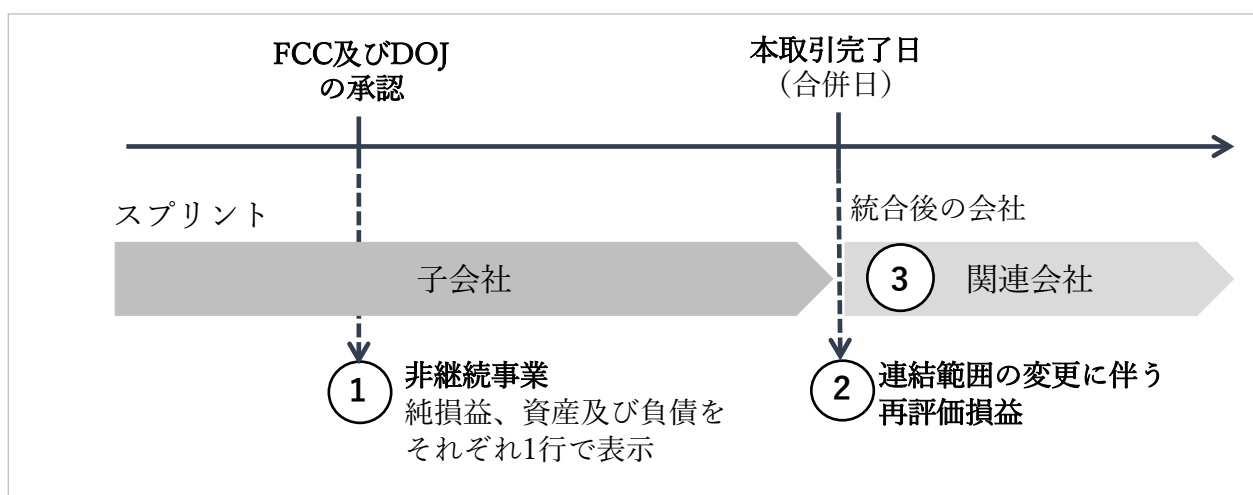 FCC及びDOJ
の承認
本取引完了日
（合併日）
スプリント
統合後の会社
子会社
3
関連会社
1
非継続事業
純損益、資産及び負債を
それぞれ1行で表示
2
連結範囲の変更に伴う
再評価損益